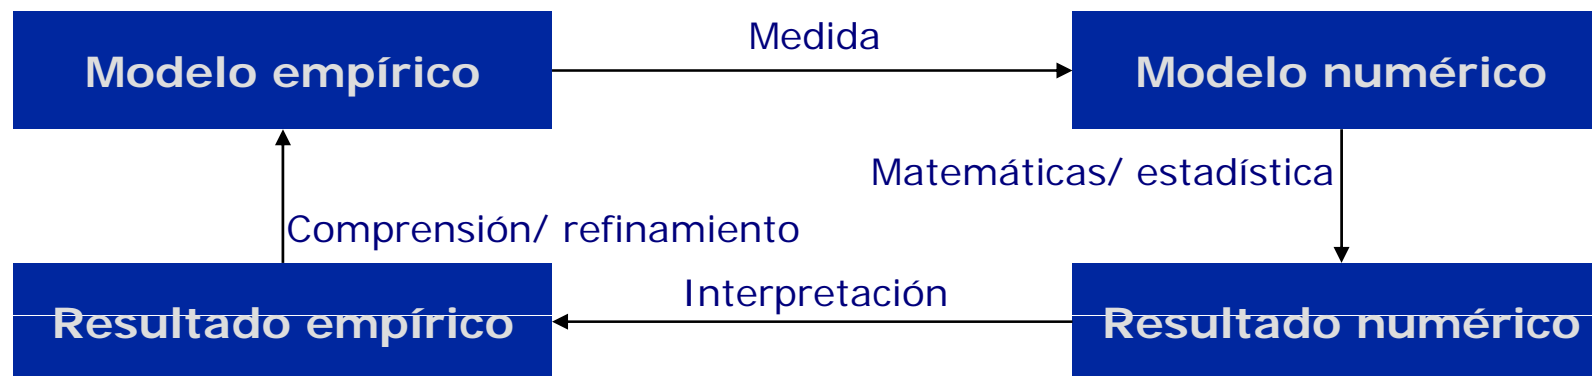 Medida
Modelo empírico
Modelo numérico
Matemáticas/ estadística
Comprensión/ refinamiento
Interpretación
Resultado empírico
Resultado numérico